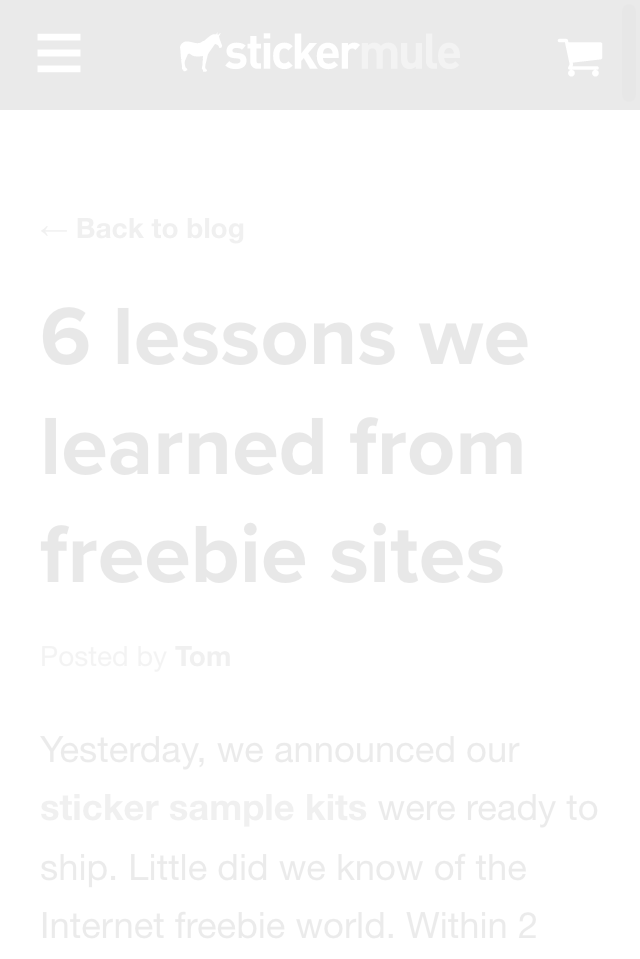 stickermule
← Back to blog
6 lessons we
learned from
freebie sites
Posted by Tom
Yesterday, we announced our
sticker sample kits were ready to
ship. Little did we know of the
Internet freebie world. Within 2